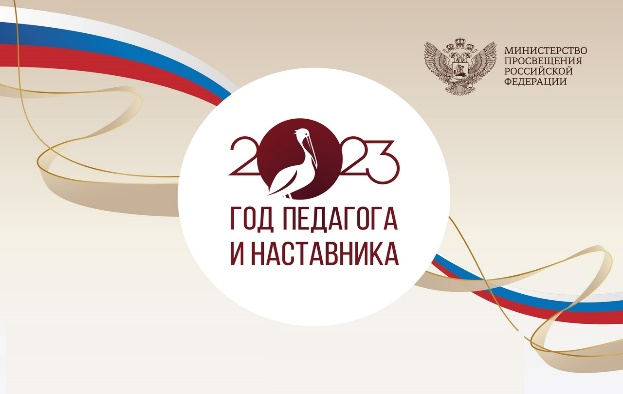 МИНИСТЕРСТВО
ПРОСВЕЩЕНИЯ
РОССИЙСКОЙ
ФЕДЕРАЦИИ
2023
ГОД ПЕДАГОГА
И НАСТАВНИКА